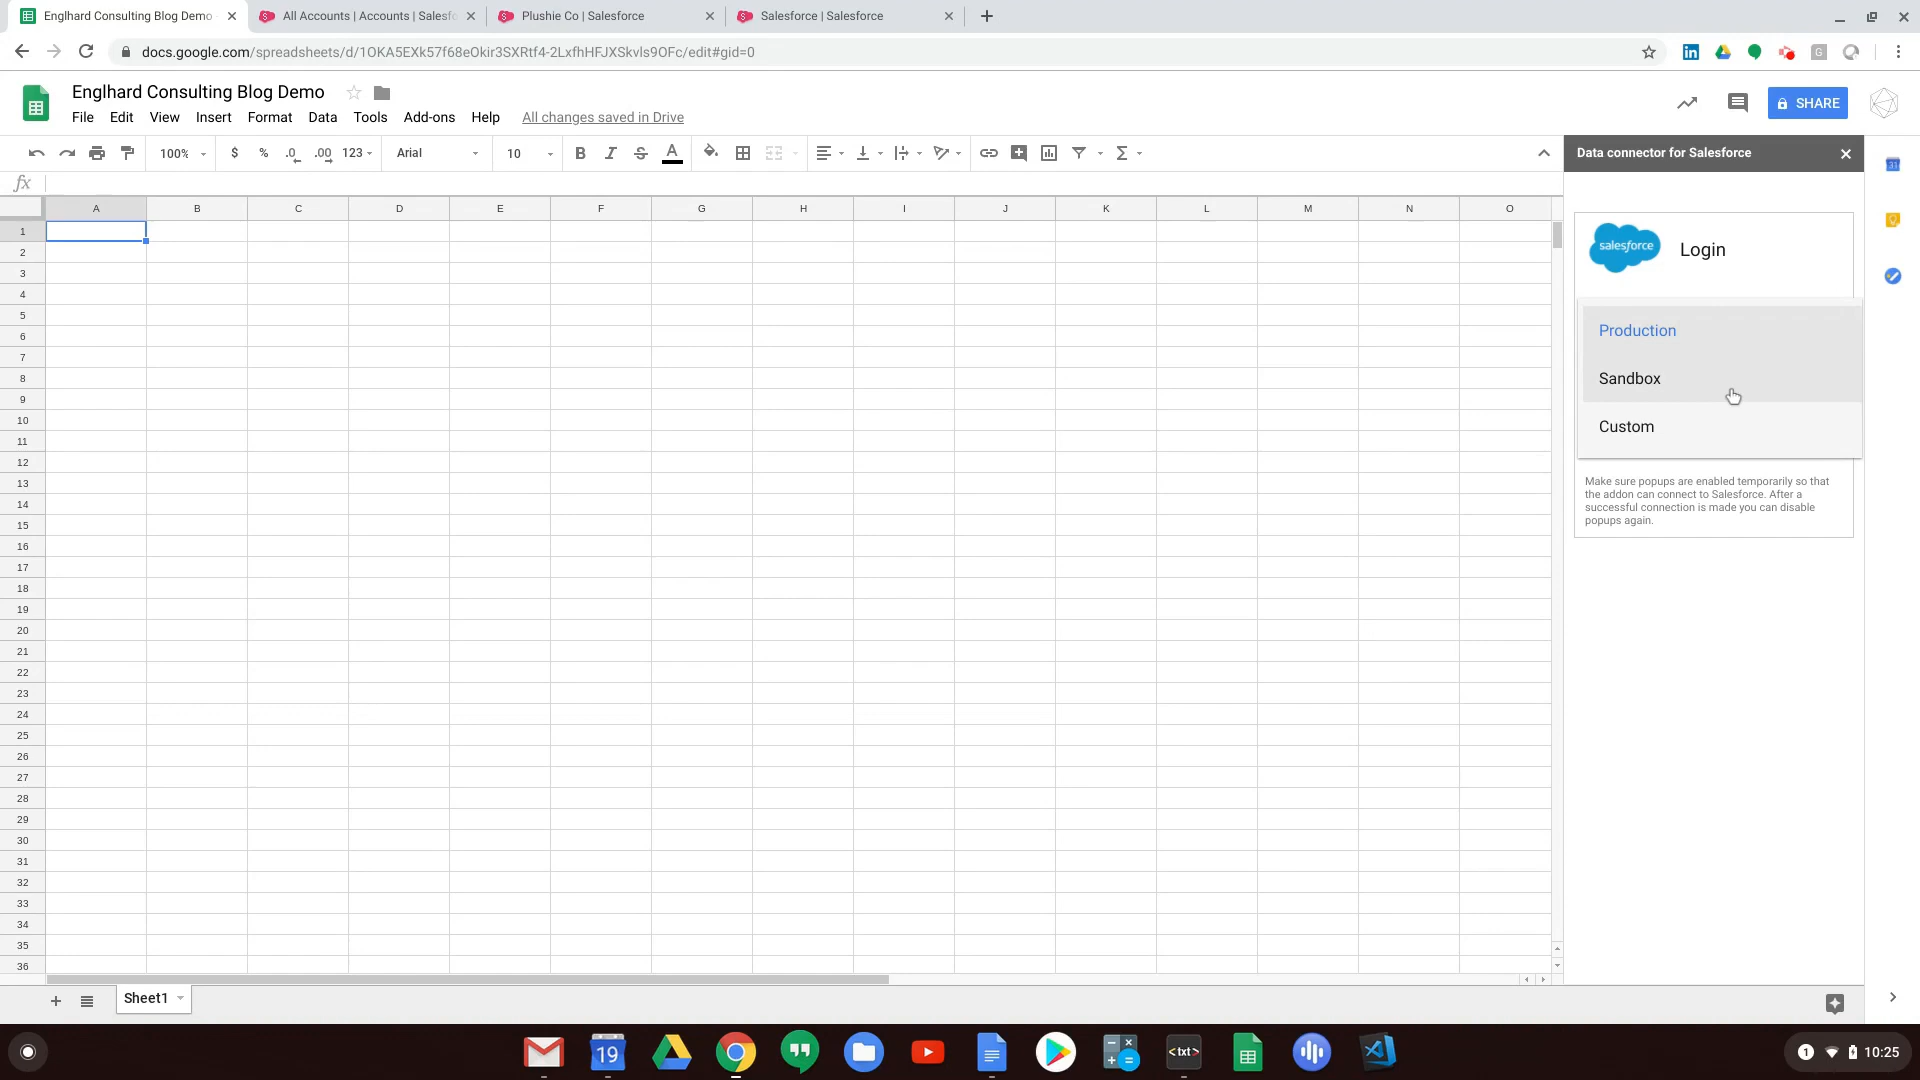 Englhard Consulting Blog Demo
All Accounts | Accounts | Salesfo
Plushie Co | Salesforce
Salesforce | Salesforce
docs.google.com/spreadsheets/d/1OKA5EXk57f68eOkir3SXRtf4-2LxfhHFJXSkvls9OFc/edit#gid=0
Englhard Consulting Blog Demo
File Edit View Insert Format Data Tools Add-ons Help All changes saved in Drive
SHARE
100% $ % .0 .00 123 Arial 10 B I S A Σ
Data connector for Salesforce
fx
A B C D E F G H I J K L M N O
1
2
3
4
5
6
7
8
9
10
11
12
13
14
15
16
17
18
19
20
21
22
23
24
25
26
27
28
29
30
31
32
33
34
35
36
salesforce
Login
Production
Sandbox
Custom
Make sure popups are enabled temporarily so that
the addon can connect to Salesforce. After a
successful connection is made you can disable
popups again.
Sheet1
19
<txt>
1
10:25